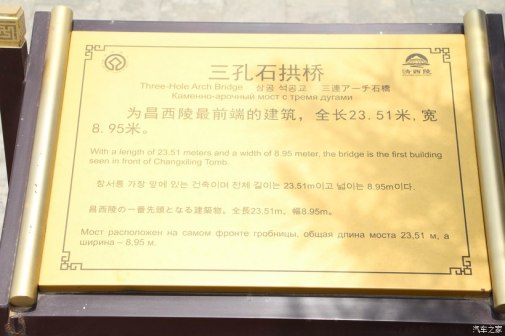 清西陵
三孔石拱桥
Three-Hole Arch Bridge 삼공 석공교 三連アーチ石橋
Каменно-арочный мост с тремя дугами
为昌西陵最前端的建筑，全长23.51米，宽
8.95米。
With a length of 23.51 meters and a width of 8.95 meter, the bridge is the first building
seen in front of Changxiling Tomb.
창서릉 가장 앞에 있는 건축이며 전체 길이는 23.51m이고 넓이는 8.95m이다.
昌西陵の一番先頭となる建築物。全長23.51m，幅8.95m。
Мост расположен на самом фронте гробницы, общая длина моста 23,51 м, а
ширина – 8,95 м.
汽车之家